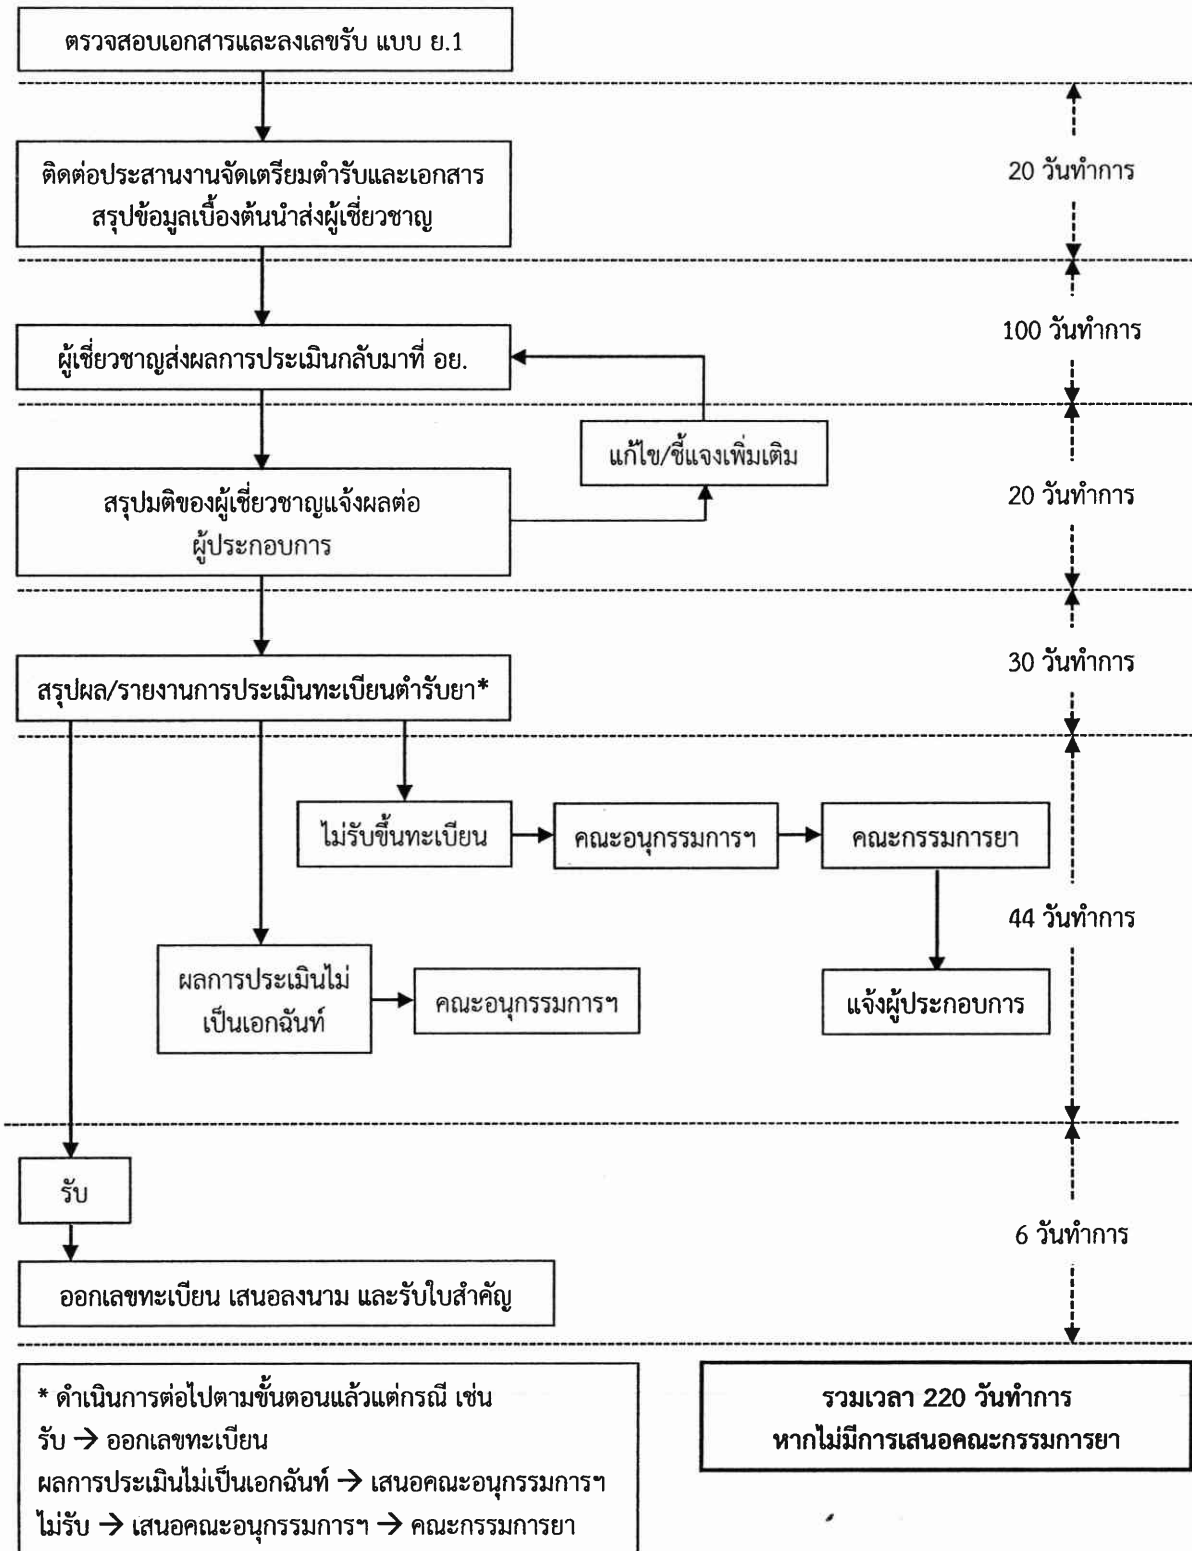 ตรวจสอบเอกสารและลงเลขรับ แบบ ย.1
ติดต่อประสานงานจัดเตรียมตำรับและเอกสาร
สรุปข้อมูลเบื้องต้นนำส่งผู้เชี่ยวชาญ
20 วันทำการ
ผู้เชี่ยวชาญส่งผลการประเมินกลับมาที่ อย.
100 วันทำการ
แก้ไข/ชี้แจงเพิ่มเติม
สรุปมติของผู้เชี่ยวชาญแจ้งผลต่อ
ผู้ประกอบการ
20 วันทำการ
สรุปผล/รายงานการประเมินทะเบียนตำรับยา*
30 วันทำการ
ไม่รับขึ้นทะเบียน
คณะอนุกรรมการฯ
คณะกรรมการยา
44 วันทำการ
ผลการประเมินไม่
เป็นเอกฉันท์
คณะอนุกรรมการฯ
แจ้งผู้ประกอบการ
รับ
6 วันทำการ
ออกเลขทะเบียน เสนอลงนาม และรับใบสำคัญ
* ดำเนินการต่อไปตามขั้นตอนแล้วแต่กรณี เช่น
รับ → ออกเลขทะเบียน
ผลการประเมินไม่เป็นเอกฉันท์ → เสนอคณะอนุกรรมการฯ
ไม่รับ → เสนอคณะอนุกรรมการฯ → คณะกรรมการยา
รวมเวลา 220 วันทำการ
หากไม่มีการเสนอคณะกรรมการยา